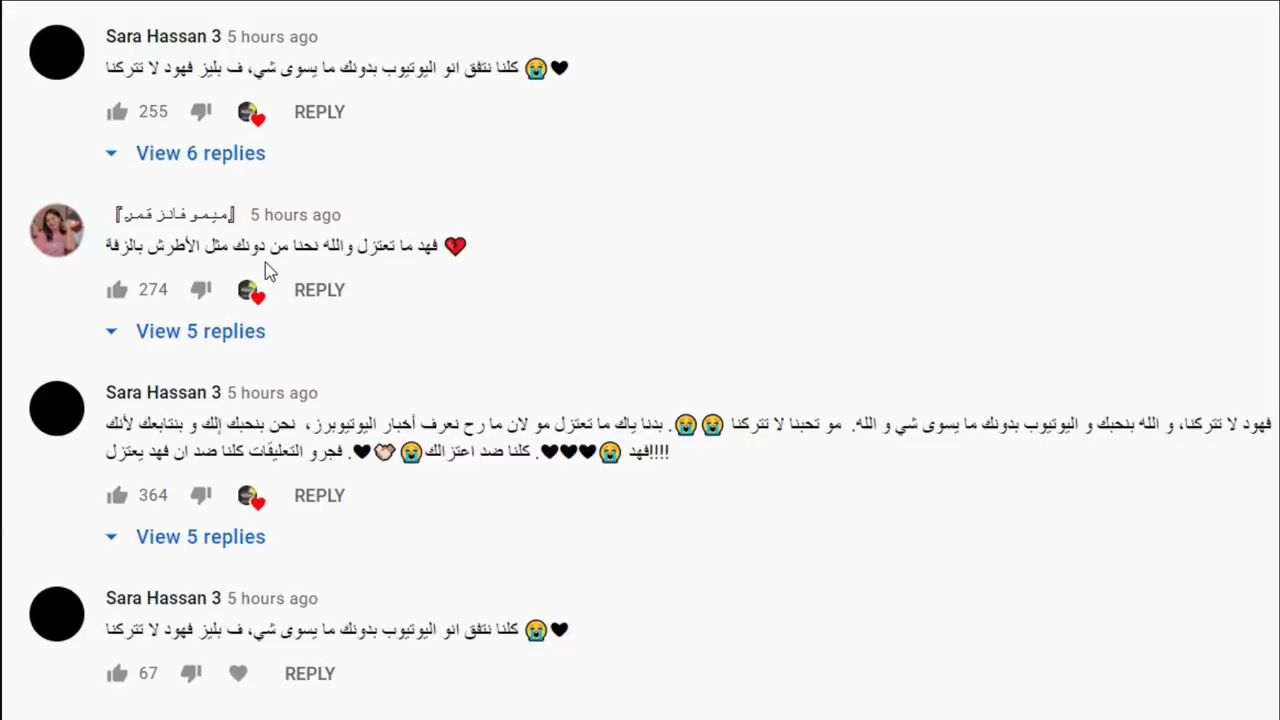 Sara Hassan 3 5 hours ago
كلنا نتفق انو اليوتيوب بدونك ما يسوى شي، ف بليز فهود لا تتركنا 😭🖤
255 REPLY
View 6 replies
『ميمو فانز قمر』 5 hours ago
فهد ما تعتزل والله نحنا من دونك مثل الأطرش بالزفة 💔
274 REPLY
View 5 replies
Sara Hassan 3 5 hours ago
فهود لا تتركنا، و الله بنحبك و اليوتيوب بدونك ما يسوى شي و الله. مو تحبنا لا تتركنا 😭😭. بدنا ياك ما تعتزل مو لان ما رح نعرف أخبار اليوتيوبرز، نحن بنحبك إلك و بنتابعك لأنك
فهد 😭🖤🖤🖤. كلنا ضد اعتزالك😭🤝🏻🖤. فجرو التعليقات كلنا ضد ان فهد يعتزل!!!!
364 REPLY
View 5 replies
Sara Hassan 3 5 hours ago
كلنا نتفق انو اليوتيوب بدونك ما يسوى شي، ف بليز فهود لا تتركنا 😭🖤
67 REPLY